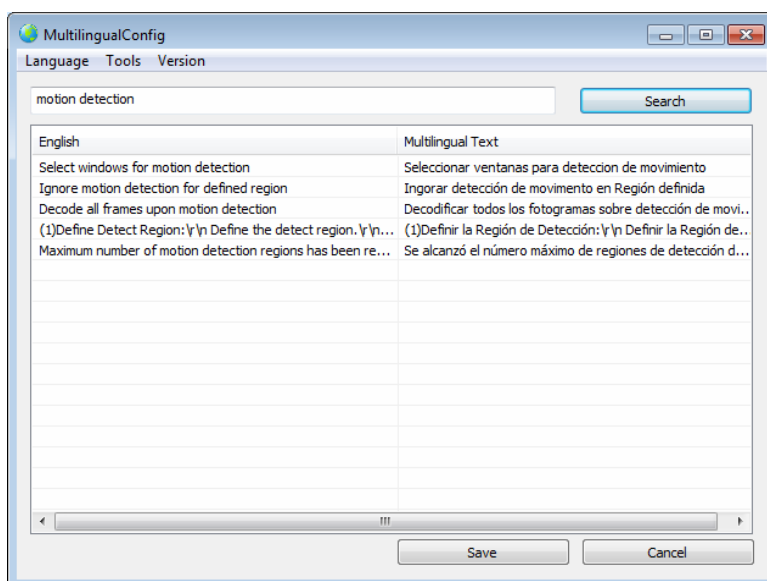 MultilingualConfig
Language Tools Version
motion detection Search
English Multilingual Text
Select windows for motion detection Seleccionar ventanas para deteccion de movimiento
Ignore motion detection for defined region Ingorar detección de movimento en Región definida
Decode all frames upon motion detection Decodificar todos los fotogramas sobre detección de movi...
(1)Define Detect Region:\r\n Define the detect region.\r\n... (1)Definir la Región de Detección:\r\n Definir la Región de...
Maximum number of motion detection regions has been re... Se alcanzó el número máximo de regiones de detección d...
Save Cancel